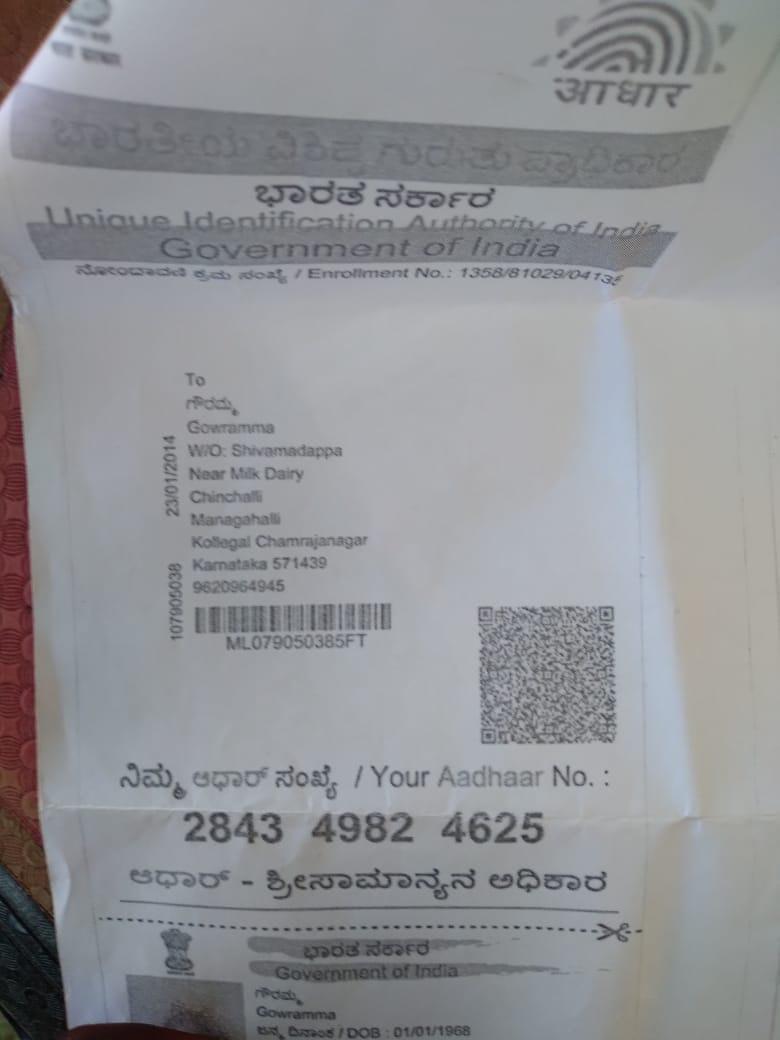 आधार
ಭಾರತೀಯ ವಿಶಿಷ್ಟ ಗುರುತು ಪ್ರಾಧಿಕಾರ
ಭಾರತ ಸರ್ಕಾರ
Unique Identification Authority of India
Government of India
ನೋಂದಾವಣಿ ಕ್ರಮ ಸಂಖ್ಯೆ / Enrollment No.: 1358/81029/04135
To
ಗೌರಮ್ಮ
Gowramma
W/O: Shivamadappa
Near Milk Dairy
Chinchalli
Managahalli
Kollegal Chamrajanagar
Karnataka 571439
9620964945
23/01/2014
107905038
ML079050385FT
ನಿಮ್ಮ ಆಧಾರ್ ಸಂಖ್ಯೆ / Your Aadhaar No. :
2843 4982 4625
ಆಧಾರ್ - ಶ್ರೀಸಾಮಾನ್ಯನ ಅಧಿಕಾರ
ಭಾರತ ಸರ್ಕಾರ
Government of India
ಗೌರಮ್ಮ
Gowramma
ಜನ್ಮ ದಿನಾಂಕ / DOB : 01/01/1968